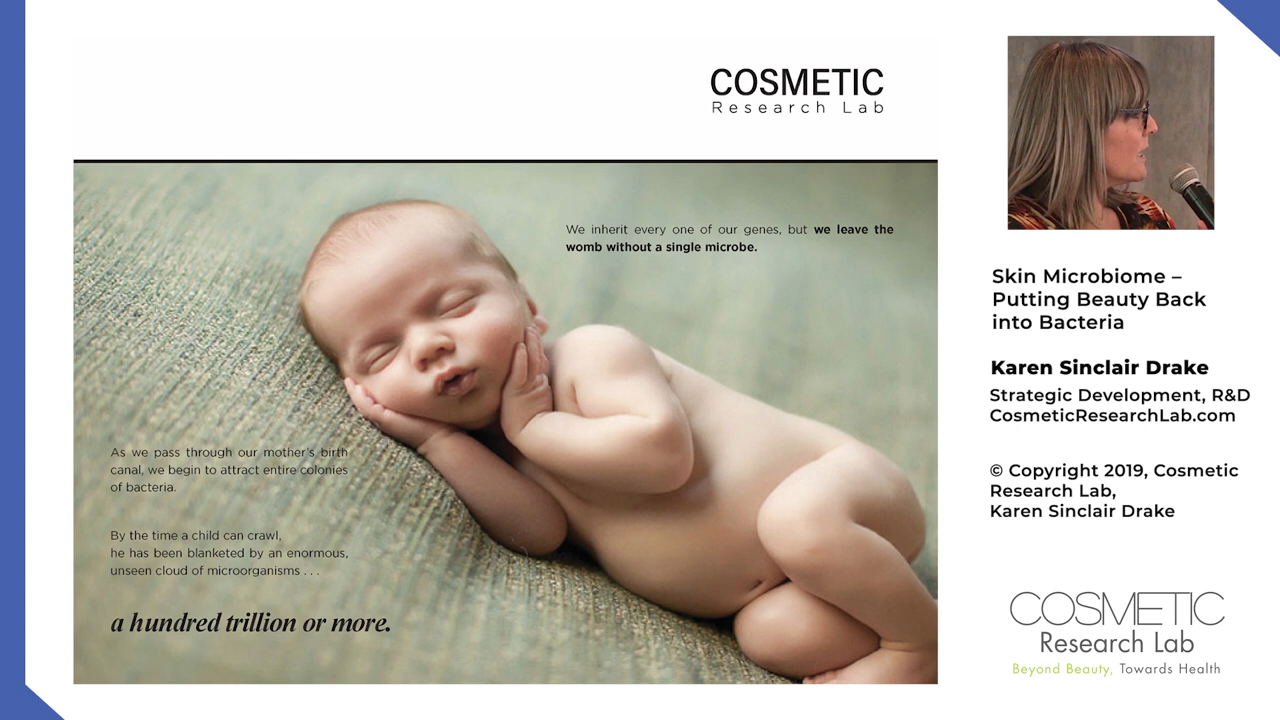 COSMETIC
Research Lab
We inherit every one of our genes, but we leave the
womb without a single microbe.
As we pass through our mother's birth
canal, we begin to attract entire colonies
of bacteria.
By the time a child can crawl,
he has been blanketed by an enormous,
unseen cloud of microorganisms . . .
a hundred trillion or more.
Skin Microbiome –
Putting Beauty Back
into Bacteria
Karen Sinclair Drake
Strategic Development, R&D
CosmeticResearchLab.com
© Copyright 2019, Cosmetic
Research Lab,
Karen Sinclair Drake
COSMETIC
Research Lab
Beyond Beauty, Towards Health